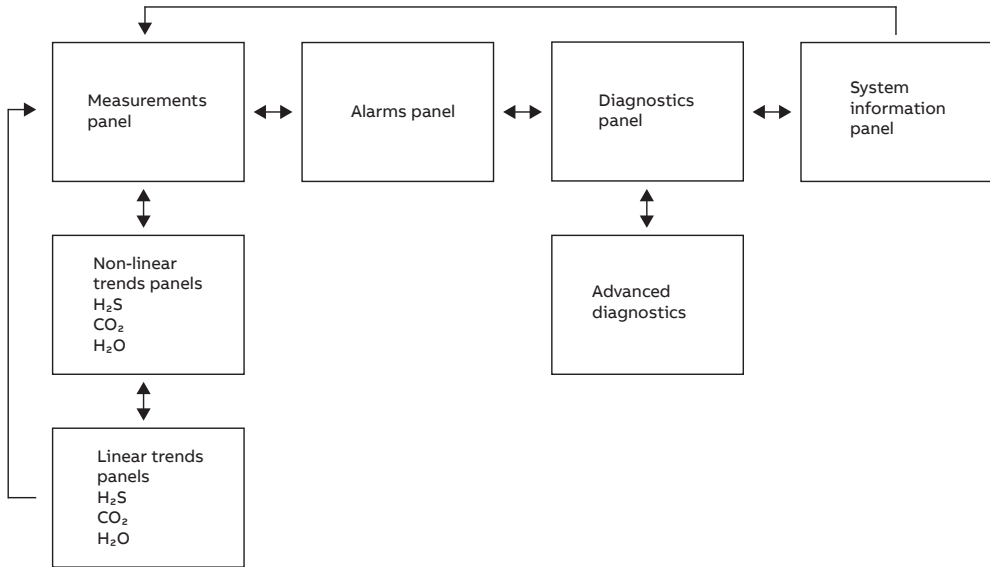 Measurements
panel
Alarms panel
Diagnostics
panel
System
information
panel
Non-linear
trends panels
H₂S
CO₂
H₂O
Advanced
diagnostics
Linear trends
panels
H₂S
CO₂
H₂O